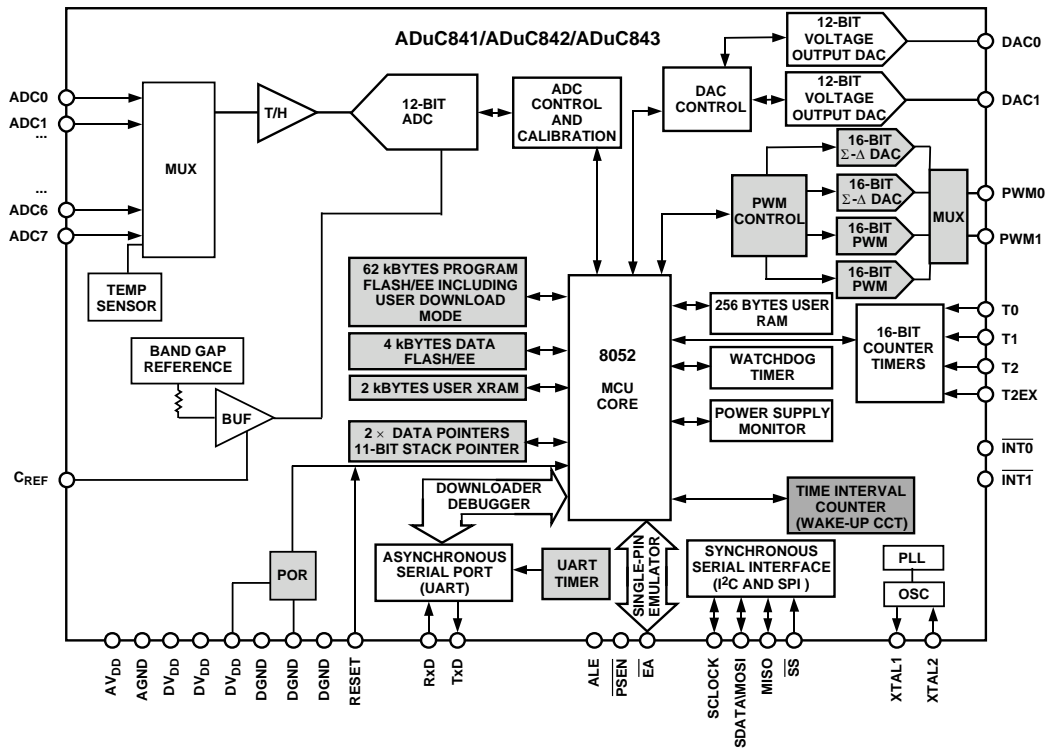 ADuC841/ADuC842/ADuC843
ADC0
ADC1
...
...
ADC6
ADC7
MUX
TEMP
SENSOR
T/H
12-BIT
ADC
ADC
CONTROL
AND
CALIBRATION
DAC
CONTROL
12-BIT
VOLTAGE
OUTPUT DAC
DAC0
12-BIT
VOLTAGE
OUTPUT DAC
DAC1
PWM
CONTROL
16-BIT
Σ-Δ DAC
16-BIT
Σ-Δ DAC
16-BIT
PWM
16-BIT
PWM
MUX
PWM0
PWM1
BAND GAP
REFERENCE
BUF
CREF
62 kBYTES PROGRAM
FLASH/EE INCLUDING
USER DOWNLOAD
MODE
4 kBYTES DATA
FLASH/EE
2 kBYTES USER XRAM
2 × DATA POINTERS
11-BIT STACK POINTER
8052
MCU
CORE
256 BYTES USER
RAM
WATCHDOG
TIMER
POWER SUPPLY
MONITOR
16-BIT
COUNTER
TIMERS
T0
T1
T2
T2EX
INT0
INT1
TIME INTERVAL
COUNTER
(WAKE-UP CCT)
DOWNLOADER
DEBUGGER
POR
ASYNCHRONOUS
SERIAL PORT
(UART)
UART
TIMER
SINGLE-PIN
EMULATOR
SYNCHRONOUS
SERIAL INTERFACE
(I²C AND SPI )
PLL
OSC
AVDD
AGND
DVDD
DVDD
DVDD
DGND
DGND
DGND
RESET
RxD
TxD
ALE
PSEN
EA
SCLOCK
SDATA\MOSI
MISO
SS
XTAL1
XTAL2